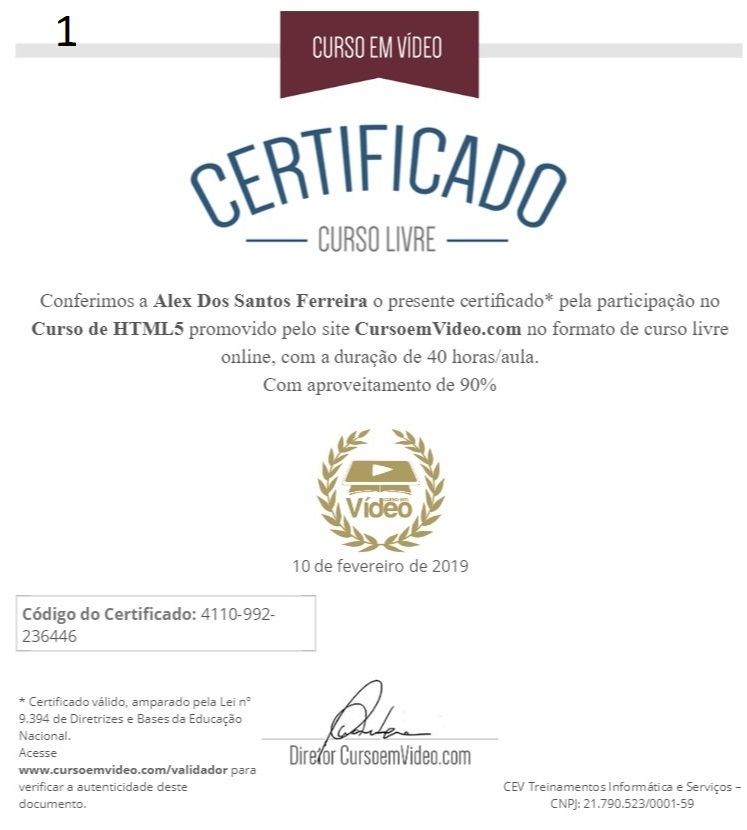 1
CURSO EM VÍDEO
CERTIFICADO
CURSO LIVRE
Conferimos a Alex Dos Santos Ferreira o presente certificado* pela participação no
Curso de HTML5 promovido pelo site CursoemVideo.com no formato de curso livre
online, com a duração de 40 horas/aula.
Com aproveitamento de 90%
curso em
Vídeo
10 de fevereiro de 2019
Código do Certificado: 4110-992-
236446
* Certificado válido, amparado pela Lei nº
9.394 de Diretrizes e Bases da Educação
Nacional.
Acesse
www.cursoemvideo.com/validador para
verificar a autenticidade deste
documento.
Diretor CursoemVideo.com
CEV Treinamentos Informática e Serviços –
CNPJ: 21.790.523/0001-59